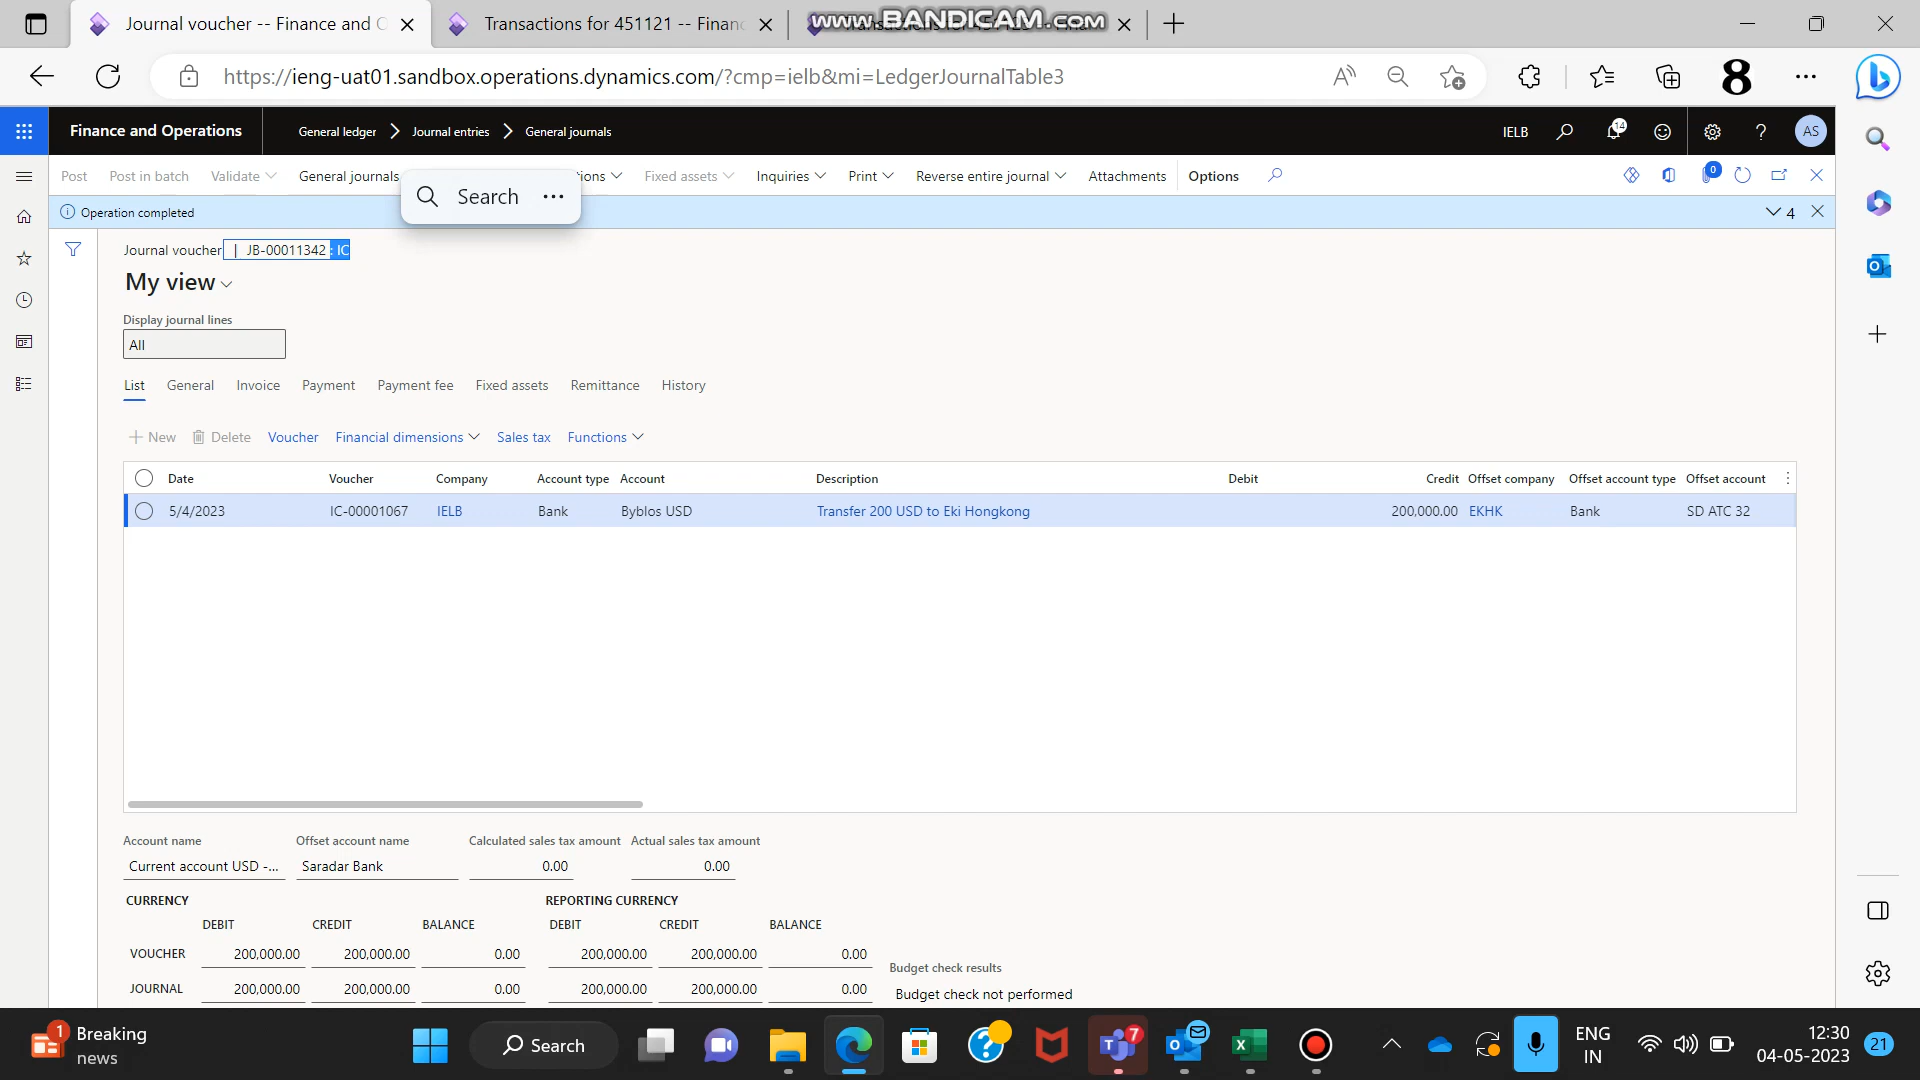 Journal voucher -- Finance and O
Transactions for 451121 -- Finan
www.BANDICAM.com
https://ieng-uat01.sandbox.operations.dynamics.com/?cmp=ielb&mi=LedgerJournalTable3
Finance and Operations
General ledger
Journal entries
General journals
IELB
14
?
AS
Post
Post in batch
Validate
General journals
tions
Fixed assets
Inquiries
Print
Reverse entire journal
Attachments
Options
0
Search
Operation completed
4
Journal voucher | JB-00011342 : IC
My view
Display journal lines
All
List
General
Invoice
Payment
Payment fee
Fixed assets
Remittance
History
New
Delete
Voucher
Financial dimensions
Sales tax
Functions
Date
Voucher
Company
Account type
Account
Description
Debit
Credit
Offset company
Offset account type
Offset account
5/4/2023
IC-00001067
IELB
Bank
Byblos USD
Transfer 200 USD to Eki Hongkong
200,000.00
EKHK
Bank
SD ATC 32
Account name
Offset account name
Calculated sales tax amount
Actual sales tax amount
Current account USD -...
Saradar Bank
0.00
0.00
CURRENCY
REPORTING CURRENCY
DEBIT
CREDIT
BALANCE
DEBIT
CREDIT
BALANCE
VOUCHER
200,000.00
200,000.00
0.00
200,000.00
200,000.00
0.00
Budget check results
JOURNAL
200,000.00
200,000.00
0.00
200,000.00
200,000.00
0.00
Budget check not performed
1
Breaking
news
Search
7
ENG
IN
12:30
04-05-2023
21